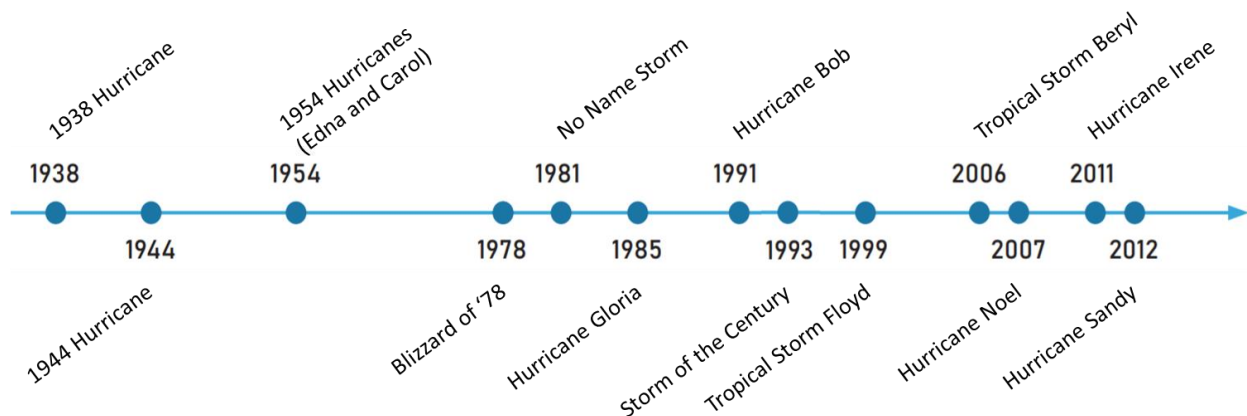 1938 Hurricane
1954 Hurricanes
(Edna and Carol)
No Name Storm
Hurricane Bob
Tropical Storm Beryl
Hurricane Irene
1938
1954
1981
1991
2006
2011
1944
1978
1985
1993
1999
2007
2012
1944 Hurricane
Blizzard of ‘78
Hurricane Gloria
Storm of the Century
Tropical Storm Floyd
Hurricane Noel
Hurricane Sandy